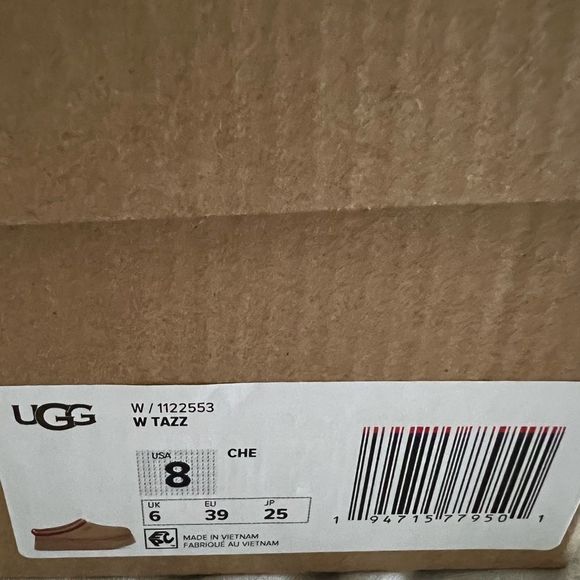 UGG
W / 1122553
W TAZZ
USA
8
CHE
UK EU JP
6 39 25
MADE IN VIETNAM
FABRIQUÉ AU VIETNAM
1 94715 77950 1